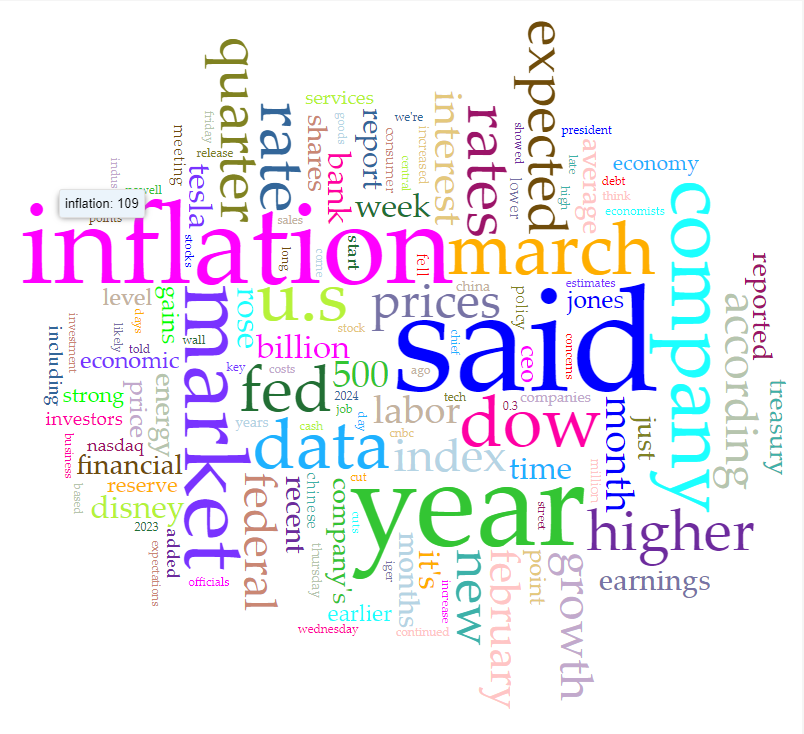 expected
quarter
services
interest
rate
rates
shares
report
goods
we're
consumer
increased
central
showed
president
friday
release
meeting
tesla
bank
week
lower
late
high
average
economy
debt
think
economists
inflation: 109
points
inflation
stocks
sales
long
come
start
fell
march
company
level
days
gains
rose
u.s
stock
prices
china
policy
estimates
jones
said
reported
according
treasury
including
investment
likely
told
wall
economic
market
key
billion
costs
fed
500
ago
chief
ceo
concerns
companies
strong
price
energy
investors
years
2024
job
day
cash
labor
cnbc
tech
0.3
dow
month
just
business
nasdaq
financial
data
index
time
million
based
reserve
disney
2023
added
federal
recent
chinese
company's
cut
cuts
year
street
higher
expectations
officials
thursday
months
iger
it's
increase
new
february
point
growth
earnings
earlier
wednesday
continued